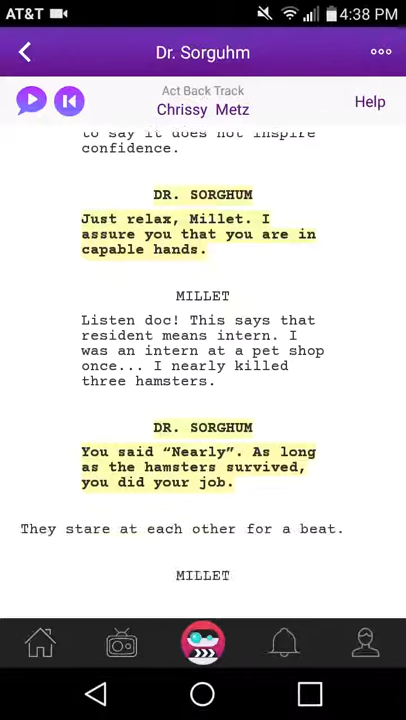 AT&T 4:38 PM
Dr. Sorguhm
Act Back Track
Chrissy Metz
Help
to say it does not inspire
confidence.
DR. SORGHUM
Just relax, Millet. I
assure you that you are in
capable hands.
MILLET
Listen doc! This says that
resident means intern. I
was an intern at a pet shop
once... I nearly killed
three hamsters.
DR. SORGHUM
You said “Nearly”. As long
as the hamsters survived,
you did your job.
They stare at each other for a beat.
MILLET